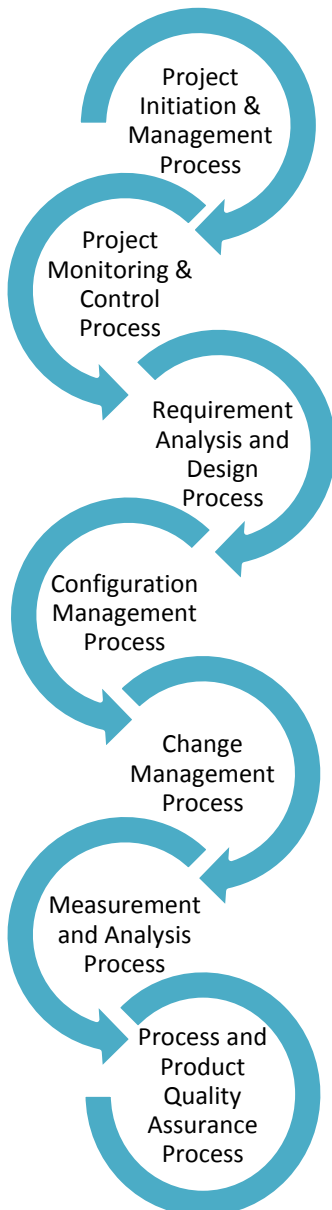 Project
Initiation &
Management
Process
Project
Monitoring &
Control
Process
Requirement
Analysis and
Design
Process
Configuration
Management
Process
Change
Management
Process
Measurement
and Analysis
Process
Process and
Product
Quality
Assurance
Process